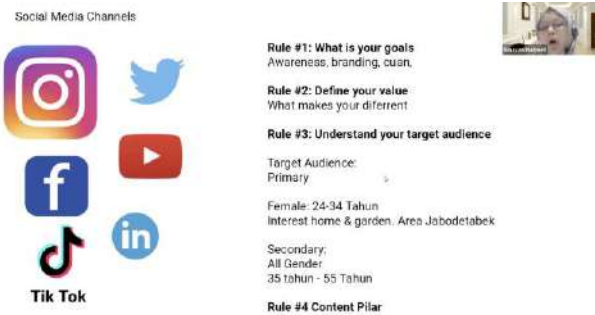 Social Media Channels
Tik Tok
Rule #1: What is your goals
Awareness, branding, cuan,
Rule #2: Define your value
What makes your diferrent
Rule #3: Understand your target audience
Target Audience:
Primary
Female: 24-34 Tahun
Interest home & garden. Area Jabodetabek
Secondary:
All Gender
35 tahun - 55 Tahun
Rule #4 Content Pilar